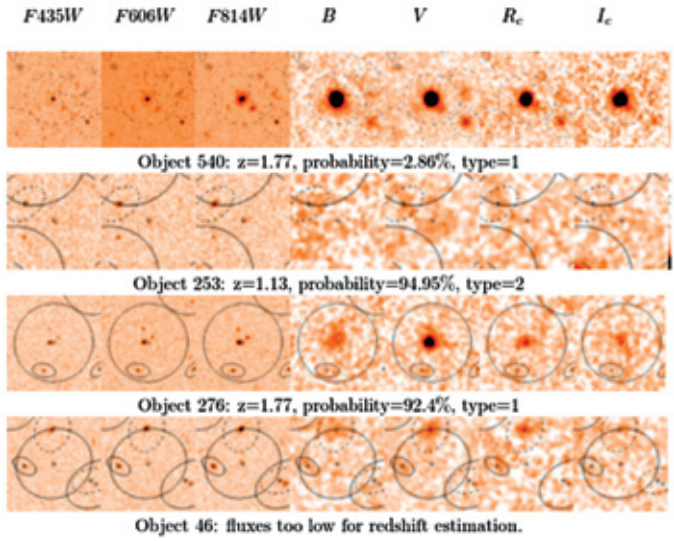 F435W F606W F814W B V Rc Ic
Object 540: z=1.77, probability=2.86%, type=1
Object 253: z=1.13, probability=94.95%, type=2
Object 276: z=1.77, probability=92.4%, type=1
Object 46: fluxes too low for redshift estimation.